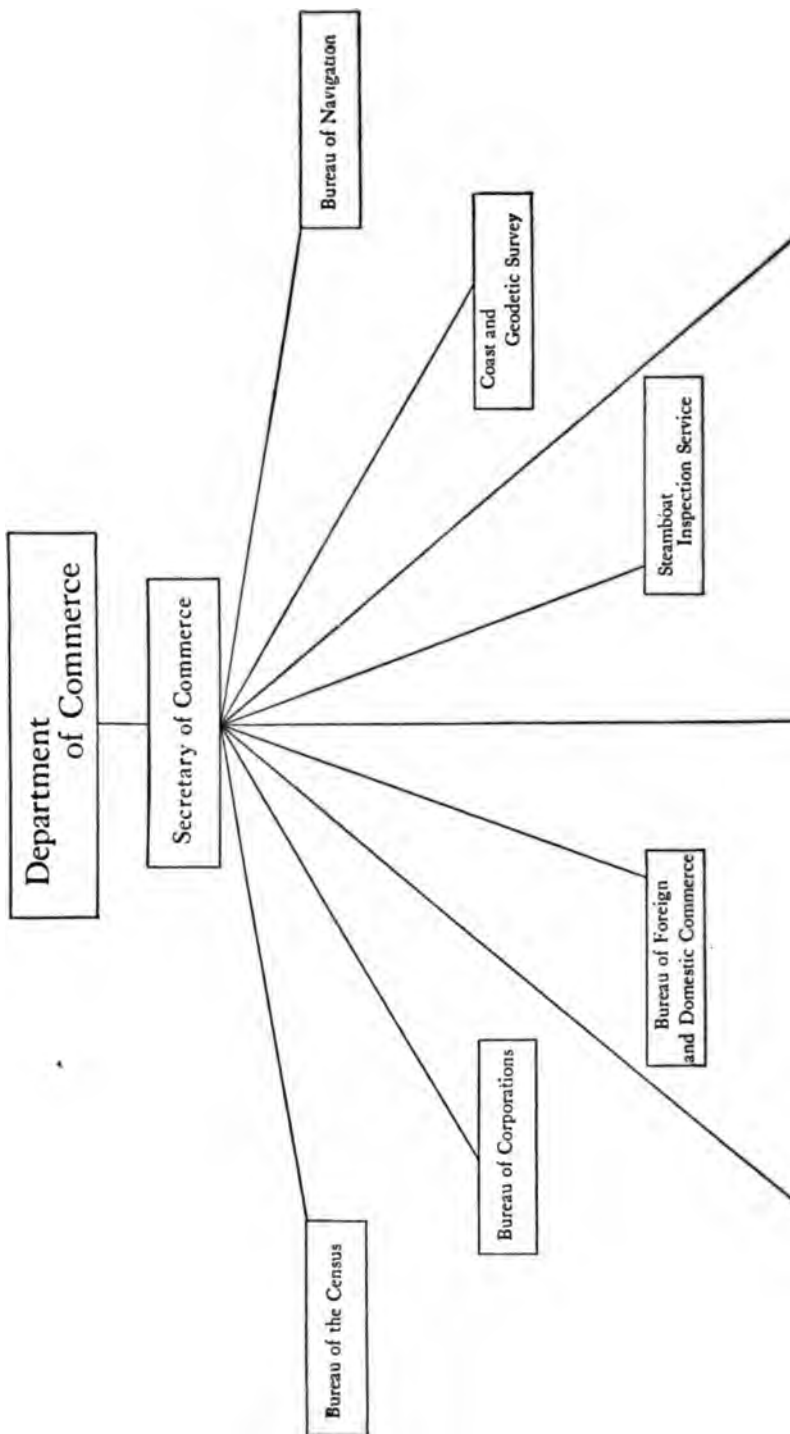 Department
of Commerce
Secretary of Commerce
Bureau of the Census
Bureau of Corporations
Bureau of Foreign
and Domestic Commerce
Steamboat
Inspection Service
Coast and
Geodetic Survey
Bureau of Navigation